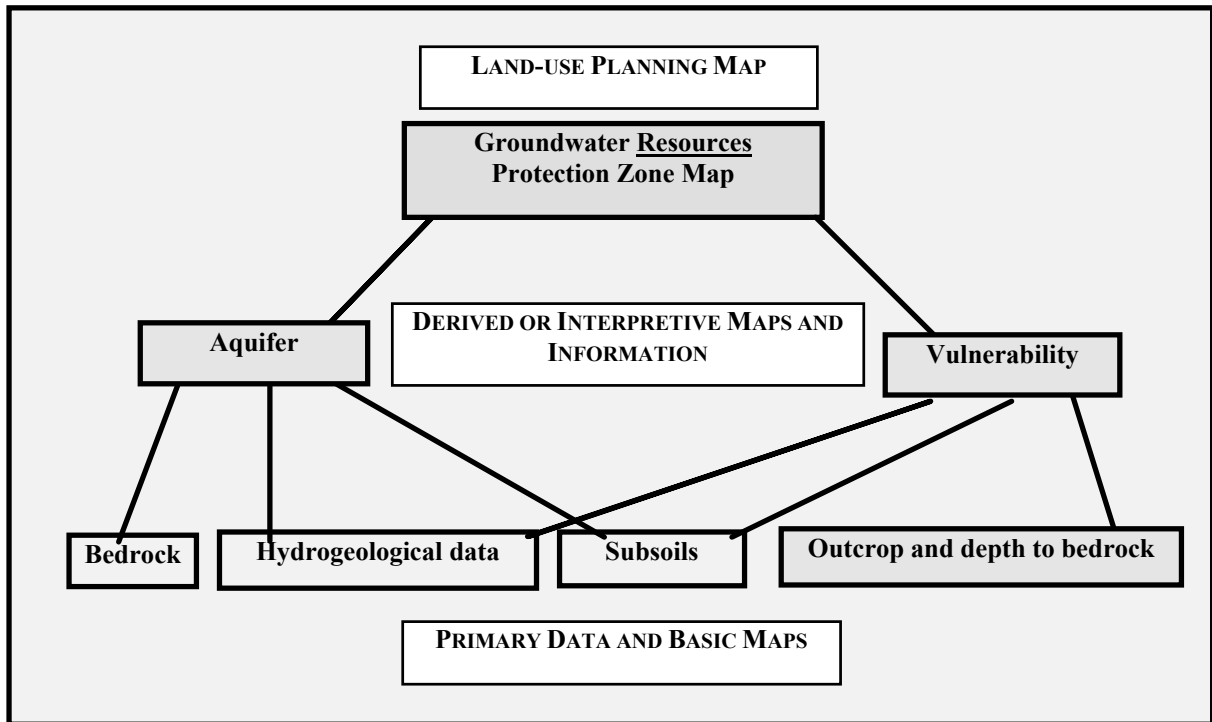 LAND-USE PLANNING MAP
Groundwater Resources
Protection Zone Map
Aquifer
DERIVED OR INTERPRETIVE MAPS AND
INFORMATION
Vulnerability
Bedrock
Hydrogeological data
Subsoils
Outcrop and depth to bedrock
PRIMARY DATA AND BASIC MAPS